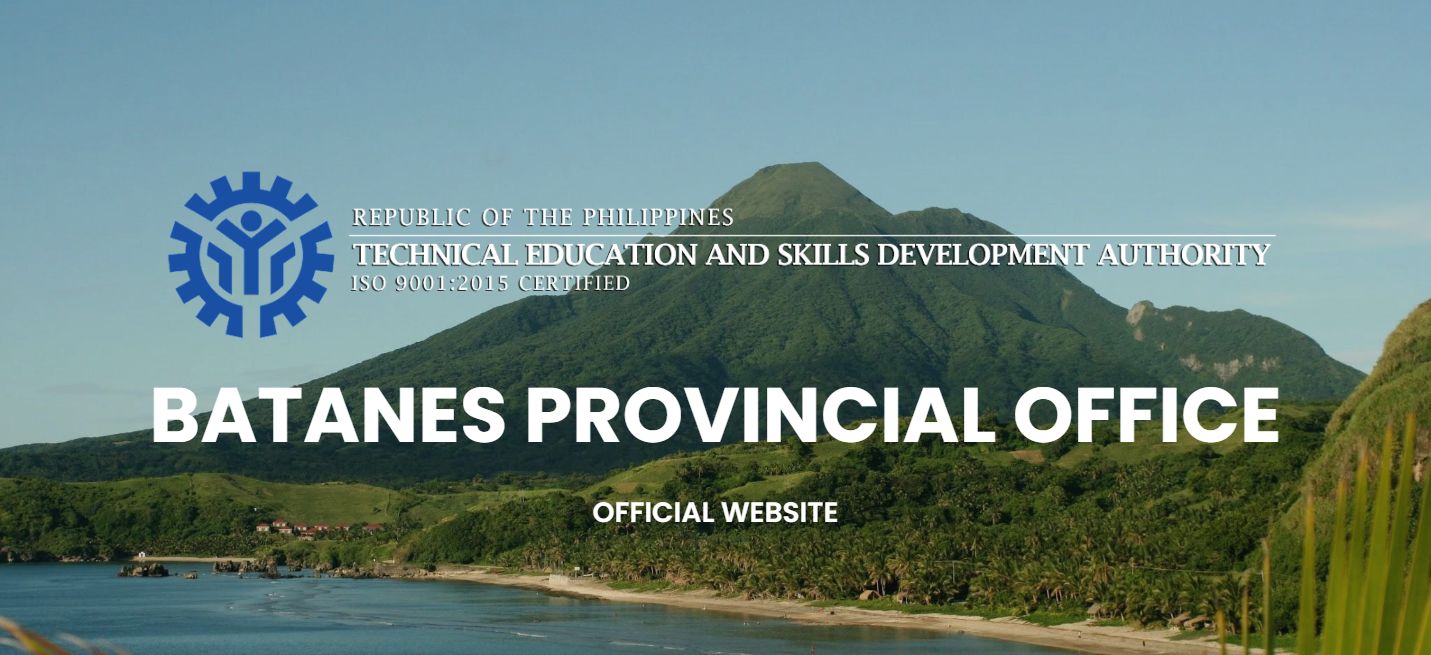 REPUBLIC OF THE PHILIPPINES
TECHNICAL EDUCATION AND SKILLS DEVELOPMENT AUTHORITY
ISO 9001:2015 CERTIFIED
BATANES PROVINCIAL OFFICE
OFFICIAL WEBSITE